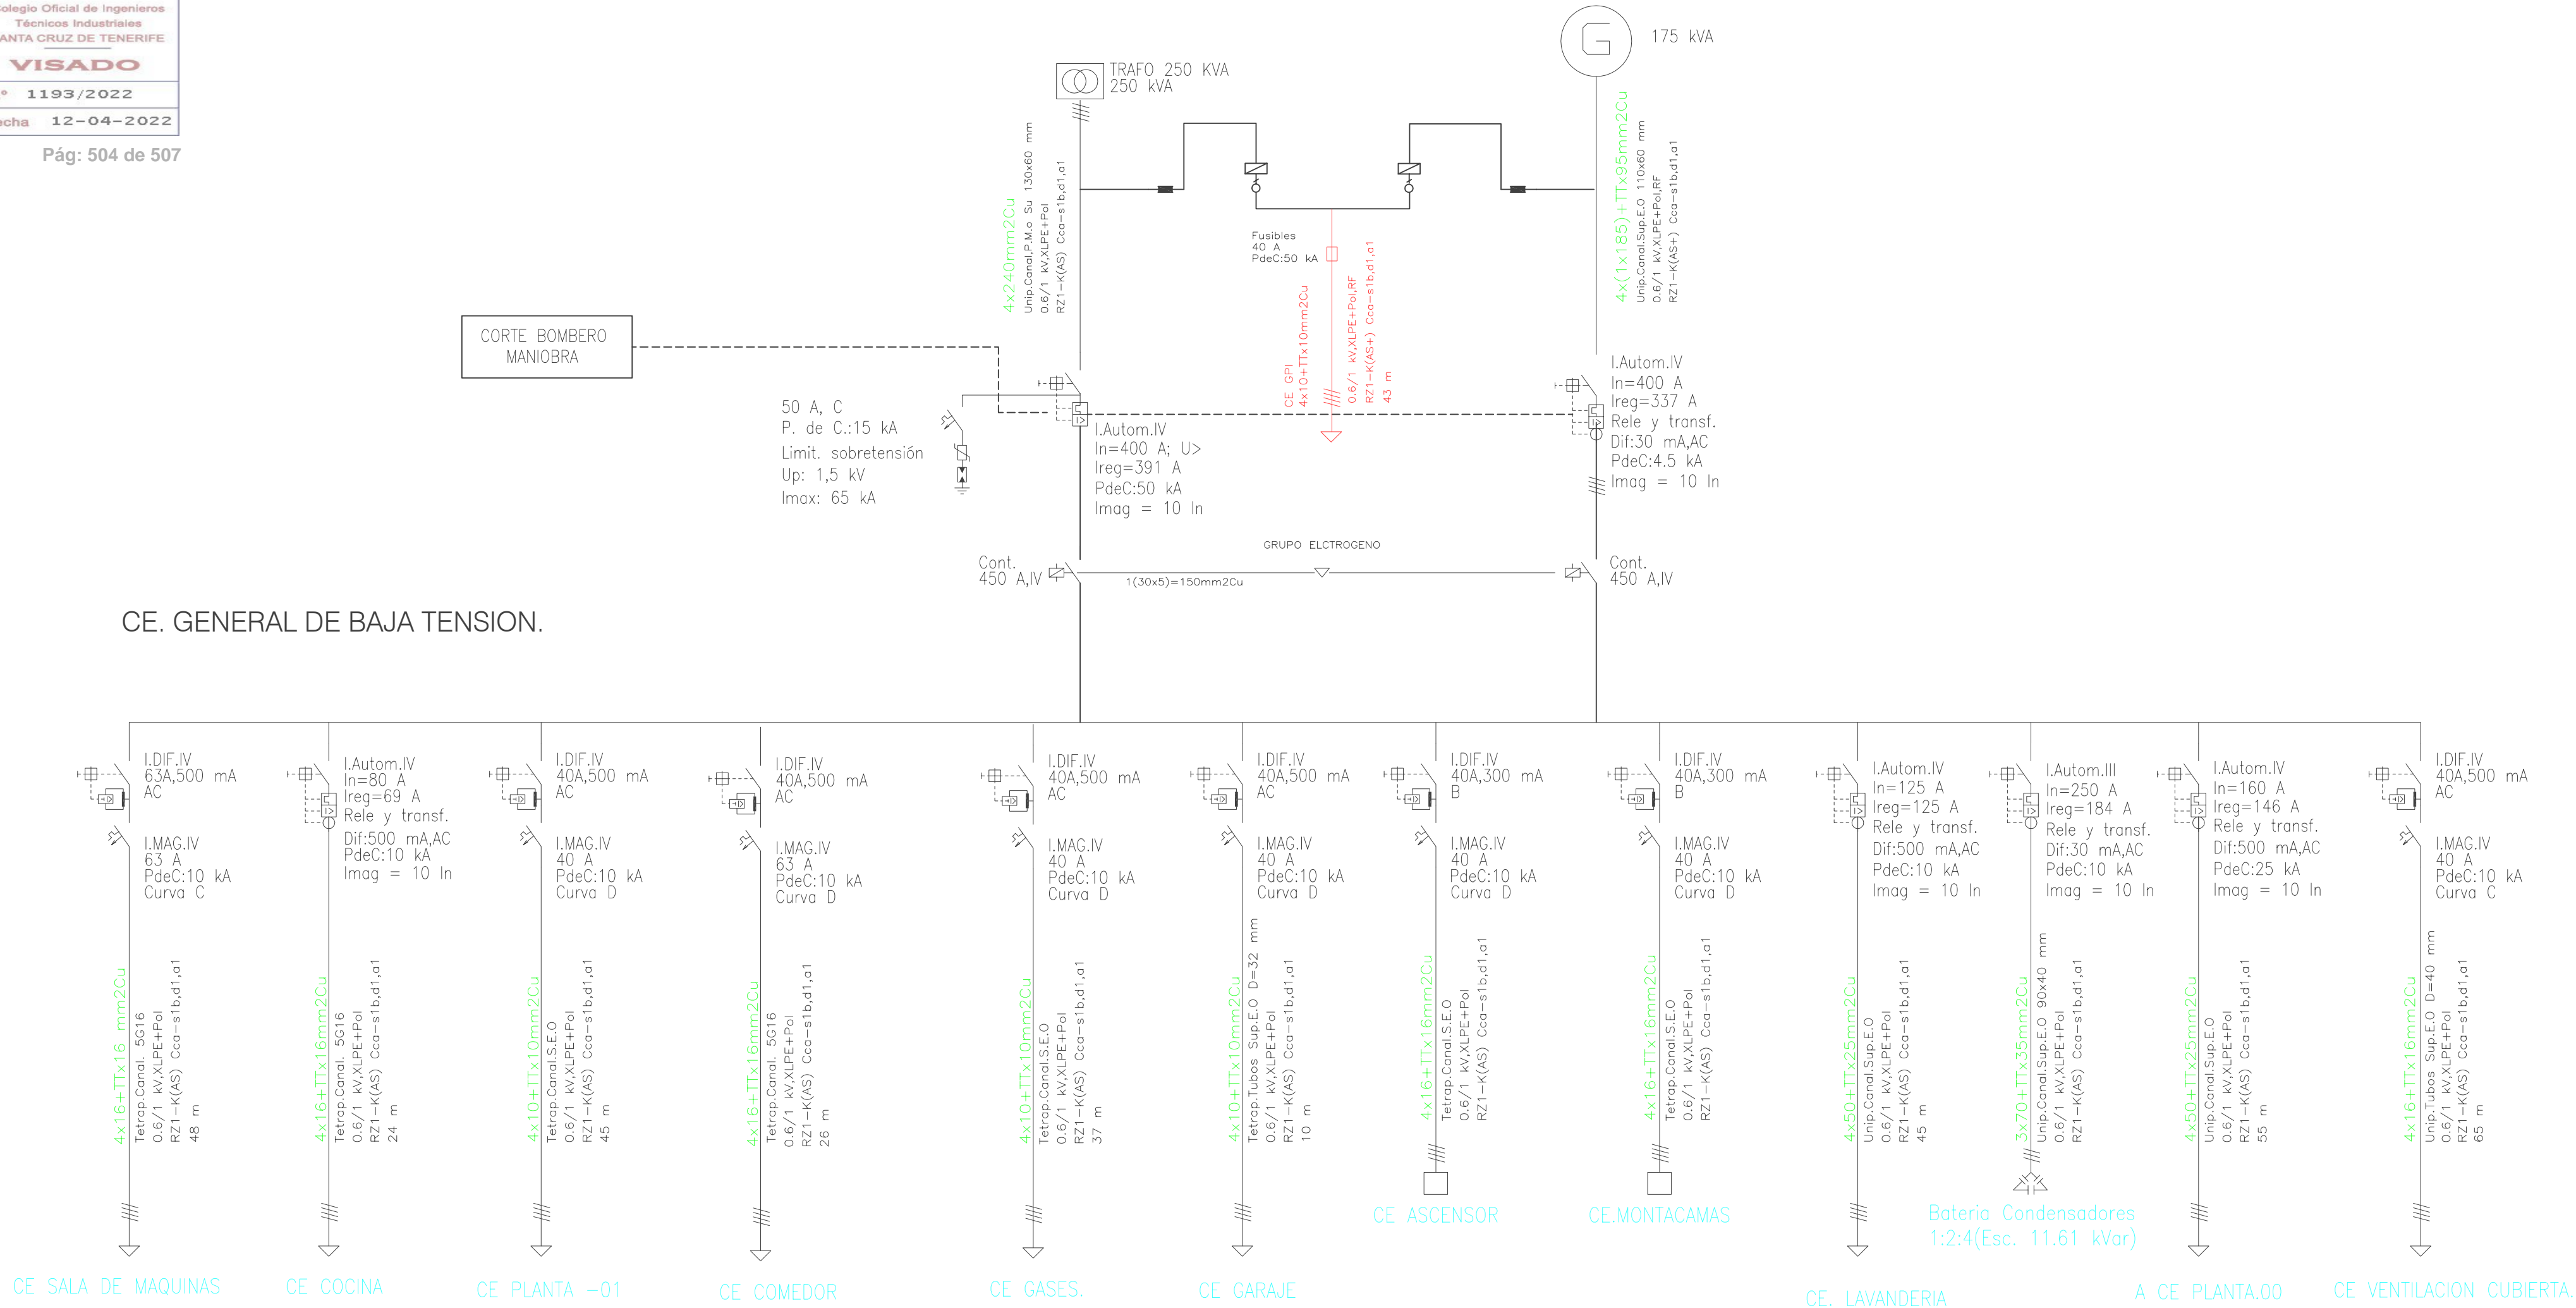 Colegio Oficial de Ingenieros
Técnicos Industriales
SANTA CRUZ DE TENERIFE
VISADO
1193/2022
12-04-2022
Pág: 504 de 507
TRAFO 250 KVA
250 kVA
175 kVA
4x240mm2Cu
Unip.Canal,P.M.o Su 130x60 mm
0.6/1 kV,XLPE+Pol
RZ1-K(AS) Cca-s1b,d1,a1
Fusibles
40 A
PdeC:50 kA
CE GPI
4x10+TTx10mm2Cu
0.6/1 kV,XLPE+Pol,RF
RZ1-K(AS+) Cca-s1b,d1,a1
43 m
4x(1x185)+TTx95mm2Cu
Unip.Canal.Sup.E.O 110x60 mm
0.6/1 kV,XLPE+Pol,RF
RZ1-K(AS+) Cca-s1b,d1,a1
CORTE BOMBERO
MANIOBRA
50 A, C
P. de C.:15 kA
Limit. sobretensión
Up: 1,5 kV
Imax: 65 kA
I.Autom.IV
In=400 A; U>
Ireg=391 A
PdeC:50 kA
Imag = 10 In
I.Autom.IV
In=400 A
Ireg=337 A
Rele y transf.
Dif:30 mA,AC
PdeC:4.5 kA
Imag = 10 In
GRUPO ELCTROGENO
Cont.
450 A,IV
1(30x5)=150mm2Cu
Cont.
450 A,IV
CE. GENERAL DE BAJA TENSION.
I.DIF.IV
63A,500 mA
AC
I.MAG.IV
63 A
PdeC:10 kA
Curva C
4x16+TTx16 mm2Cu
Tetrap.Canal. 5G16
0.6/1 kV,XLPE+Pol
RZ1-K(AS) Cca-s1b,d1,a1
48 m
CE SALA DE MAQUINAS
I.Autom.IV
In=80 A
Ireg=69 A
Rele y transf.
Dif:500 mA,AC
PdeC:10 kA
Imag = 10 In
4x16+TTx16mm2Cu
Tetrap.Canal. 5G16
0.6/1 kV,XLPE+Pol
RZ1-K(AS) Cca-s1b,d1,a1
24 m
CE COCINA
I.DIF.IV
40A,500 mA
AC
I.MAG.IV
40 A
PdeC:10 kA
Curva D
4x10+TTx10mm2Cu
Tetrap.Canal.S.E.O
0.6/1 kV,XLPE+Pol
RZ1-K(AS) Cca-s1b,d1,a1
45 m
CE PLANTA -01
I.DIF.IV
40A,500 mA
AC
I.MAG.IV
63 A
PdeC:10 kA
Curva D
4x16+TTx16mm2Cu
Tetrap.Canal. 5G16
0.6/1 kV,XLPE+Pol
RZ1-K(AS) Cca-s1b,d1,a1
26 m
CE COMEDOR
I.DIF.IV
40A,500 mA
AC
I.MAG.IV
40 A
PdeC:10 kA
Curva D
4x10+TTx10mm2Cu
Tetrap.Canal.S.E.O
0.6/1 kV,XLPE+Pol
RZ1-K(AS) Cca-s1b,d1,a1
37 m
CE GASES.
I.DIF.IV
40A,500 mA
AC
I.MAG.IV
40 A
PdeC:10 kA
Curva D
4x10+TTx10mm2Cu
Tetrap.Tubos Sup.E.O D=32 mm
0.6/1 kV,XLPE+Pol
RZ1-K(AS) Cca-s1b,d1,a1
10 m
CE GARAJE
I.DIF.IV
40A,300 mA
B
I.MAG.IV
40 A
PdeC:10 kA
Curva D
4x16+TTx16mm2Cu
Tetrap.Canal.S.E.O
0.6/1 kV,XLPE+Pol
RZ1-K(AS) Cca-s1b,d1,a1
CE ASCENSOR
I.DIF.IV
40A,300 mA
B
I.MAG.IV
40 A
PdeC:10 kA
Curva D
4x16+TTx16mm2Cu
Tetrap.Canal.S.E.O
0.6/1 kV,XLPE+Pol
RZ1-K(AS) Cca-s1b,d1,a1
CE.MONTACAMAS
I.Autom.IV
In=125 A
Ireg=125 A
Rele y transf.
Dif:500 mA,AC
PdeC:10 kA
Imag = 10 In
4x50+TTx25mm2Cu
Unip.Canal.Sup.E.O
0.6/1 kV,XLPE+Pol
RZ1-K(AS) Cca-s1b,d1,a1
45 m
CE. LAVANDERIA
I.Autom.III
In=250 A
Ireg=184 A
Rele y transf.
Dif:30 mA,AC
PdeC:10 kA
Imag = 10 In
3x70+TTx35mm2Cu
Unip.Canal.Sup.E.O 90x40 mm
0.6/1 kV,XLPE+Pol
RZ1-K(AS) Cca-s1b,d1,a1
Bateria Condensadores
1:2:4(Esc. 11.61 kVar)
I.Autom.IV
In=160 A
Ireg=146 A
Rele y transf.
Dif:500 mA,AC
PdeC:25 kA
Imag = 10 In
4x50+TTx25mm2Cu
Unip.Canal.Sup.E.O
0.6/1 kV,XLPE+Pol
RZ1-K(AS) Cca-s1b,d1,a1
55 m
A CE PLANTA.00
I.DIF.IV
40A,500 mA
AC
I.MAG.IV
40 A
PdeC:10 kA
Curva C
4x16+TTx16mm2Cu
Unip.Tubos Sup.E.O D=40 mm
0.6/1 kV,XLPE+Pol
RZ1-K(AS) Cca-s1b,d1,a1
65 m
CE VENTILACION CUBIERTA.